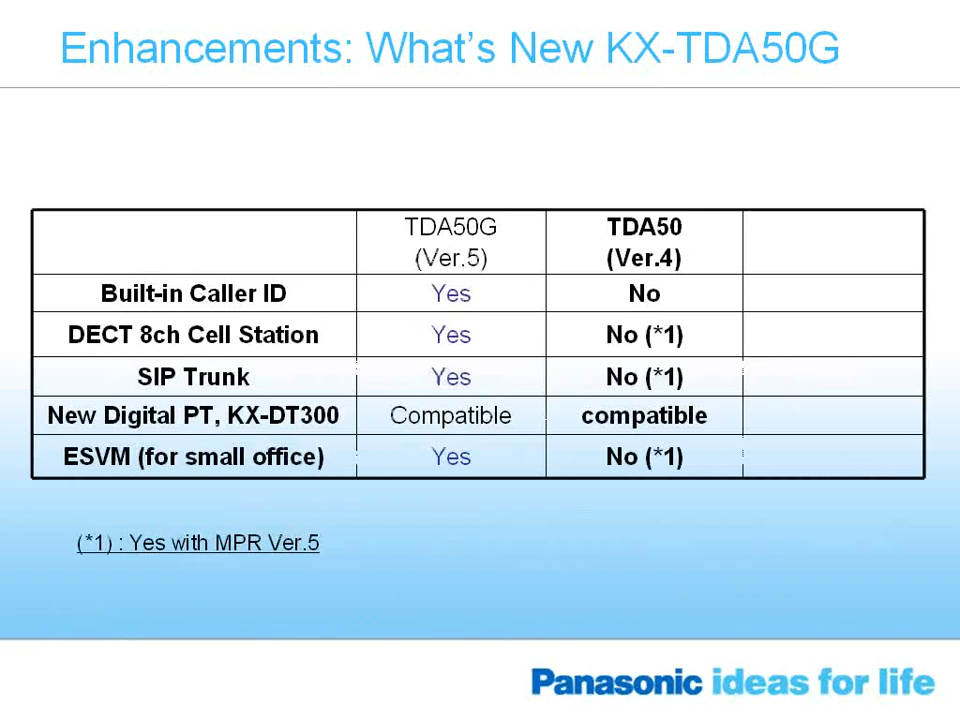 Enhancements: What's New KX-TDA50G
TDA50G TDA50
(Ver.5) (Ver.4)
Built-in Caller ID Yes No
DECT 8ch Cell Station Yes No (*1)
SIP Trunk Yes No (*1)
New Digital PT, KX-DT300 Compatible compatible
ESVM (for small office) Yes No (*1)
(*1) : Yes with MPR Ver.5
Panasonic ideas for life